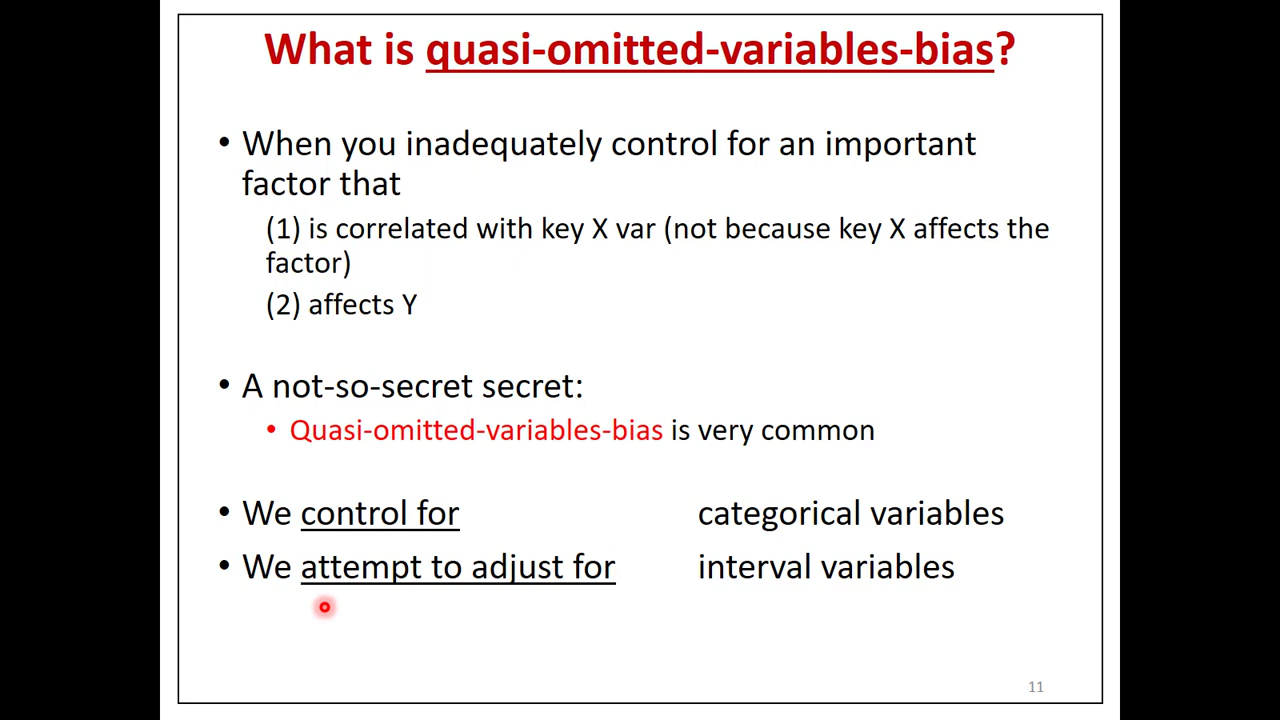 What is quasi-omitted-variables-bias?
• When you inadequately control for an important
factor that
(1) is correlated with key X var (not because key X affects the
factor)
(2) affects Y
• A not-so-secret secret:
• Quasi-omitted-variables-bias is very common
• We control for categorical variables
• We attempt to adjust for interval variables
11